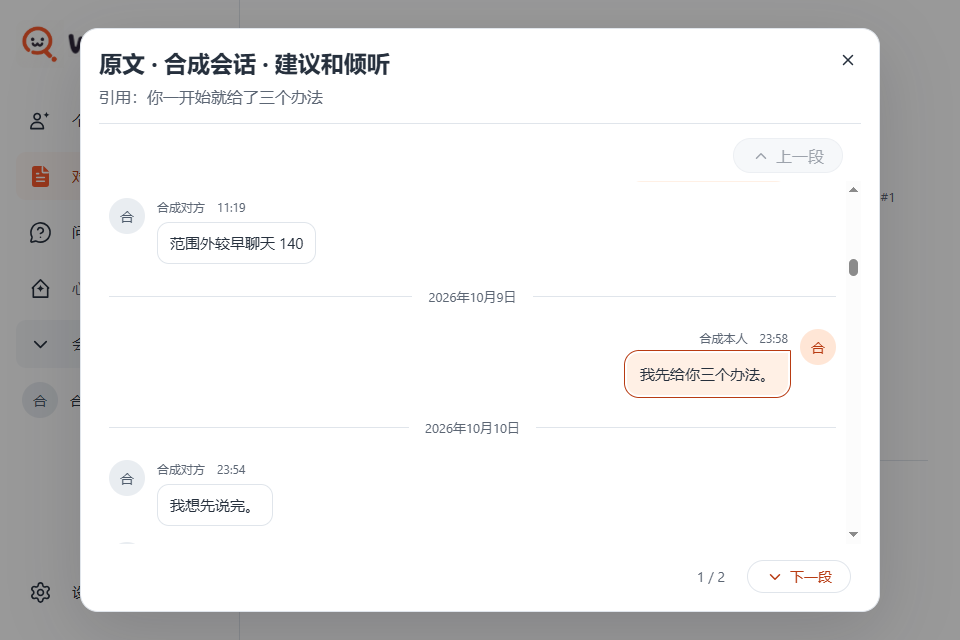 原文 · 合成会话 · 建议和倾听
引用：你一开始就给了三个办法
上一段
#1
合成对方 11:19
合
范围外较早聊天 140
2026年10月9日
合成本人 23:58
合
我先给你三个办法。
2026年10月10日
合成对方 23:54
合
我想先说完。
合
1 / 2
下一段